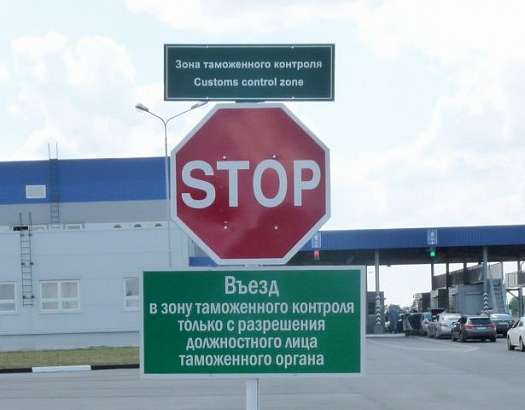 Зона таможенного контроля
Customs control zone
STOP
Въезд
в зону таможенного контроля
только с разрешения
должностного лица
таможенного органа